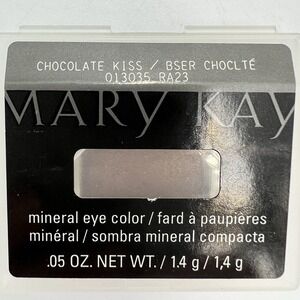 CHOCOLATE KISS / BSER CHOCLTÉ
013035 RA23
MARY KAY
mineral eye color / fard à paupières
minéral / sombra mineral compacta
.05 OZ. NET WT. / 1.4 g / 1,4 g